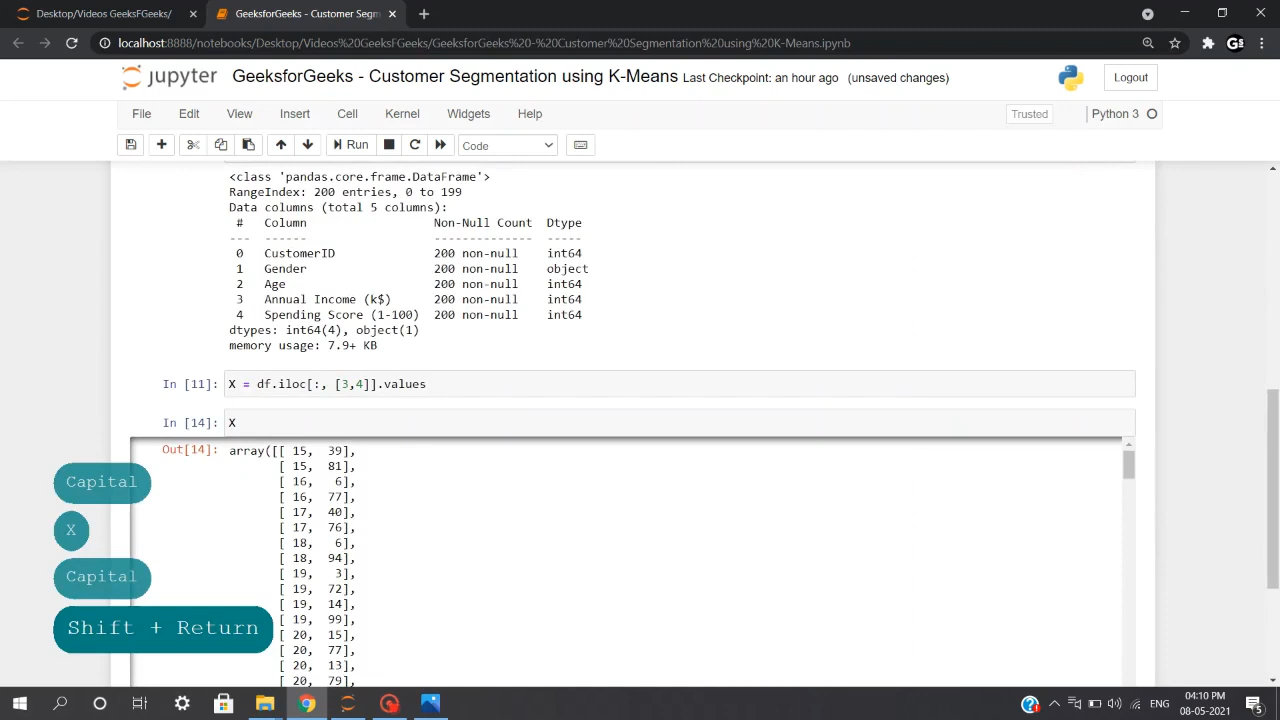 Desktop/Videos GeeksFGeeks/
GeeksforGeeks - Customer Segm
localhost:8888/notebooks/Desktop/Videos%20GeeksFGeeks/GeeksforGeeks%20-%20Customer%20Segmentation%20using%20K-Means.ipynb
jupyter GeeksforGeeks - Customer Segmentation using K-Means Last Checkpoint: an hour ago (unsaved changes) Logout
File Edit View Insert Cell Kernel Widgets Help Trusted Python 3
Run Code
<class 'pandas.core.frame.DataFrame'>
RangeIndex: 200 entries, 0 to 199
Data columns (total 5 columns):
# Column Non-Null Count Dtype
--- ------ -------------- -----
0 CustomerID 200 non-null int64
1 Gender 200 non-null object
2 Age 200 non-null int64
3 Annual Income (k$) 200 non-null int64
4 Spending Score (1-100) 200 non-null int64
dtypes: int64(4), object(1)
memory usage: 7.9+ KB
In [11]: X = df.iloc[:, [3,4]].values
In [14]: X
Out[14]: array([[ 15, 39],
[ 15, 81],
[ 16, 6],
[ 16, 77],
[ 17, 40],
[ 17, 76],
[ 18, 6],
[ 18, 94],
[ 19, 3],
[ 19, 72],
[ 19, 14],
[ 19, 99],
[ 20, 15],
[ 20, 77],
[ 20, 13],
[ 20, 79],
Capital
X
Capital
Shift + Return
ENG
04:10 PM
08-05-2021
5